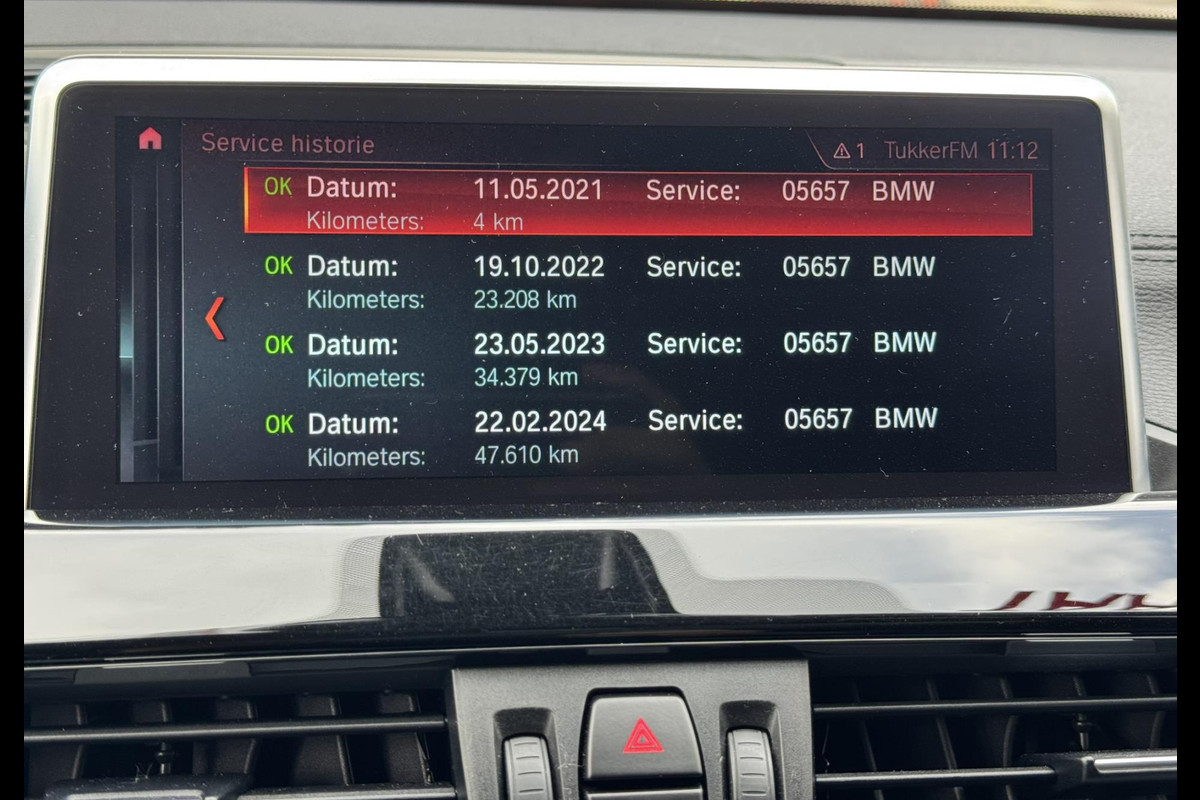 Service historie
1 TukkerFM 11:12
OK Datum: 11.05.2021 Service: 05657 BMW
Kilometers: 4 km
OK Datum: 19.10.2022 Service: 05657 BMW
Kilometers: 23.208 km
OK Datum: 23.05.2023 Service: 05657 BMW
Kilometers: 34.379 km
OK Datum: 22.02.2024 Service: 05657 BMW
Kilometers: 47.610 km